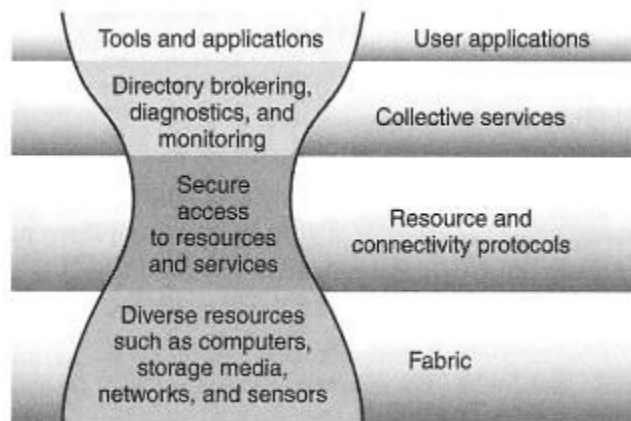 Tools and applications
User applications
Directory brokering,
diagnostics, and
monitoring
Collective services
Secure
access
to resources
and services
Resource and
connectivity protocols
Diverse resources
such as computers,
storage media,
networks, and sensors
Fabric